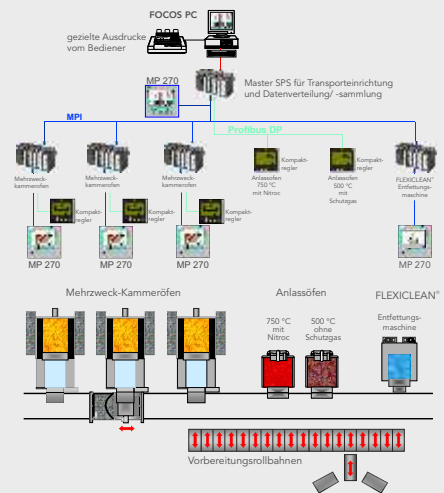 FOCOS PC
gezielte Ausdrucke
vom Bediener
Master SPS für Transporteinrichtung
und Datenverteilung/ -sammlung
MP 270
MPI
Profibus DP
Mehrzweck-
kammerofen
Mehrzweck-
kammerofen
Mehrzweck-
kammerofen
Kompakt-
regler
Anlassofen
750 °C
mit Nitroc
Kompakt-
regler
Anlassofen
500 °C
mit
Schutzgas
FLEXICLEAN®
Entfettungs-
maschine
Kompakt-
regler
Kompakt-
regler
Kompakt-
regler
MP 270
MP 270
MP 270
MP 270
Mehrzweck-Kammeröfen
Anlassöfen
FLEXICLEAN®
750 °C
mit
Nitroc
500 °C
ohne
Schutzgas
Entfettungs-
maschine
Vorbereitungsrollbahnen